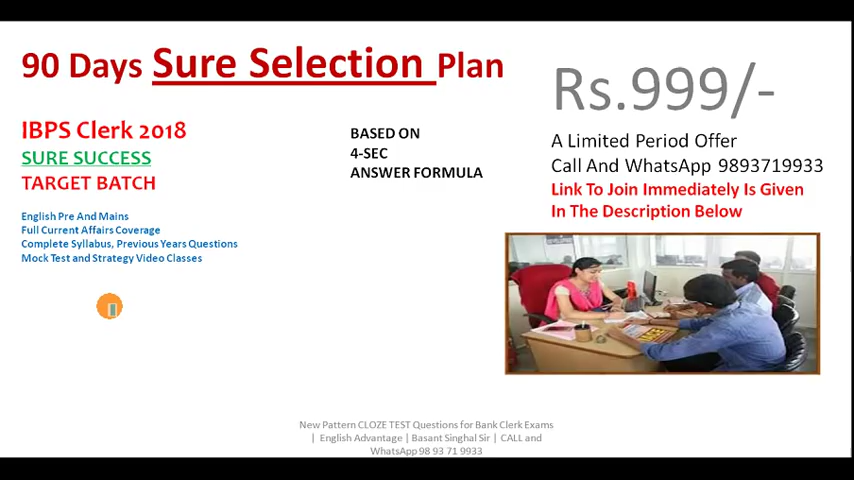 90 Days Sure Selection Plan
Rs.999/-
IBPS Clerk 2018
SURE SUCCESS
TARGET BATCH
BASED ON
4-SEC
ANSWER FORMULA
A Limited Period Offer
Call And WhatsApp 9893719933
Link To Join Immediately Is Given
In The Description Below
English Pre And Mains
Full Current Affairs Coverage
Complete Syllabus, Previous Years Questions
Mock Test and Strategy Video Classes
New Pattern CLOZE TEST Questions for Bank Clerk Exams
| English Advantage | Basant Singhal Sir | CALL and
WhatsApp 98 93 71 9933